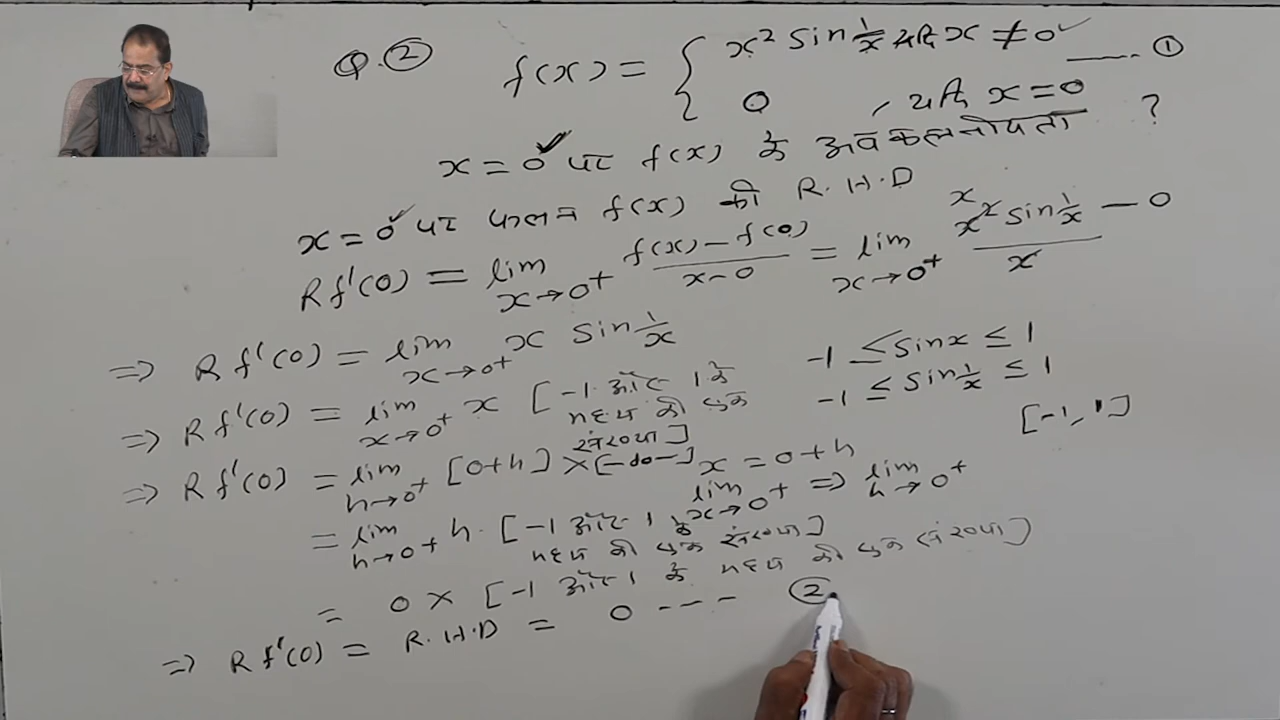 Q.② f(x) = { x² sin 1/x यदि x ≠ 0 ✓ ——— ①
0 , यदि x = 0
x = 0 ✓ पर f(x) के अवकलनीयता ?
x = 0 ✓ पर फलन f(x) की R.H.D
Rf'(0) = lim x→0⁺ (f(x) – f(0))/(x – 0) = lim x→0⁺ (x² sin 1/x – 0)/x
⇒ Rf'(0) = lim x→0⁺ x sin 1/x
-1 ≤ sin x ≤ 1
⇒ Rf'(0) = lim x→0⁺ x [-1 और 1 के मध्य की एक संख्या]
-1 ≤ sin 1/x ≤ 1
[-1, 1]
⇒ Rf'(0) = lim h→0⁺ [0+h] × [-do-]
x = 0+h
lim x→0⁺ ⇒ lim h→0⁺
= lim h→0⁺ h. [-1 और 1 के मध्य की एक संख्या]
= 0 × [-1 और 1 के मध्य की एक संख्या]
⇒ Rf'(0) = R.H.D = 0 --- ②